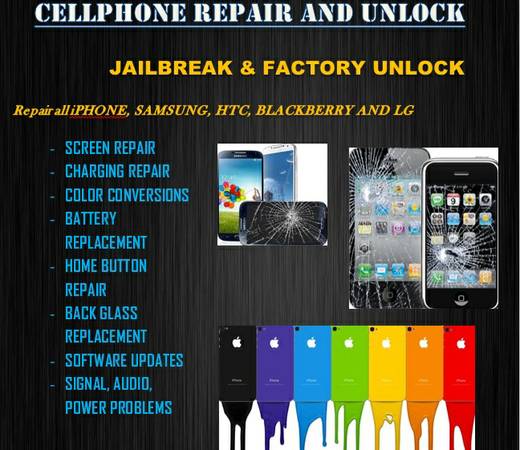 CELLPHONE REPAIR AND UNLOCK
JAILBREAK & FACTORY UNLOCK
Repair all iPHONE, SAMSUNG, HTC, BLACKBERRY AND LG
- SCREEN REPAIR
- CHARGING REPAIR
- COLOR CONVERSIONS
- BATTERY
REPLACEMENT
- HOME BUTTON
REPAIR
- BACK GLASS
REPLACEMENT
- SOFTWARE UPDATES
- SIGNAL, AUDIO,
POWER PROBLEMS